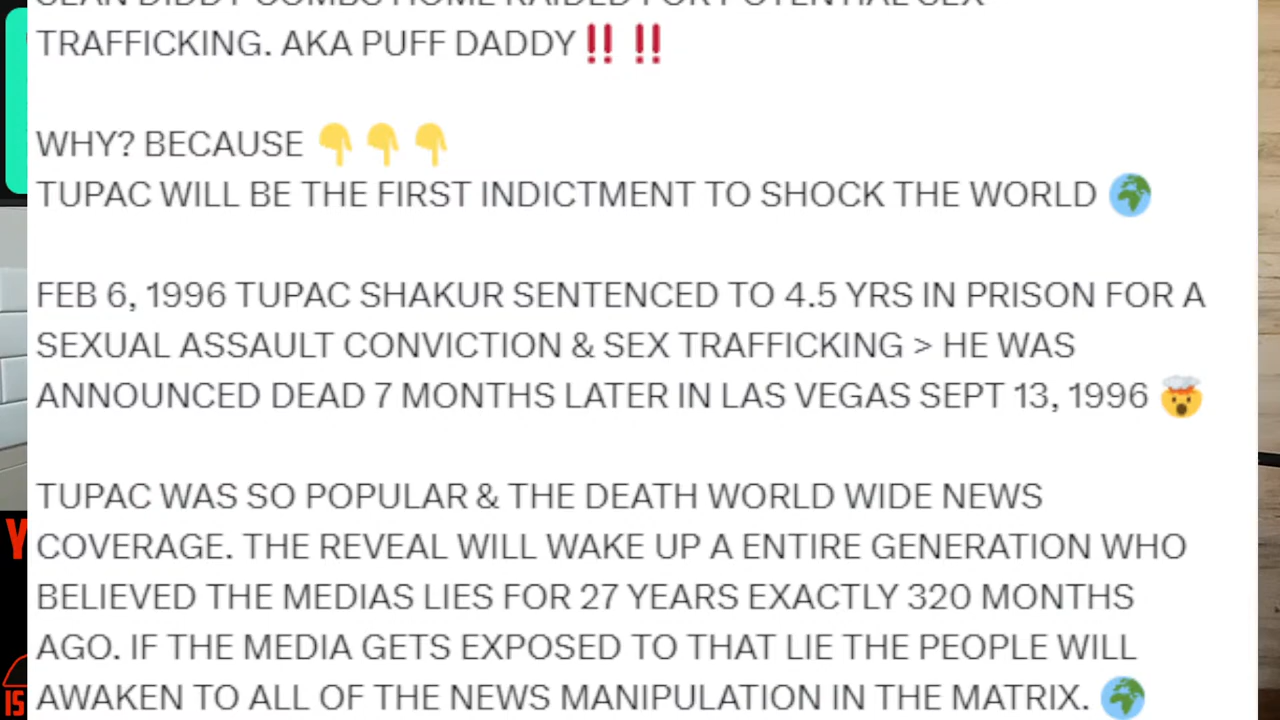 TRAFFICKING. AKA PUFF DADDY‼️ ‼️
WHY? BECAUSE 👇👇👇
TUPAC WILL BE THE FIRST INDICTMENT TO SHOCK THE WORLD 🌍
FEB 6, 1996 TUPAC SHAKUR SENTENCED TO 4.5 YRS IN PRISON FOR A
SEXUAL ASSAULT CONVICTION & SEX TRAFFICKING > HE WAS
ANNOUNCED DEAD 7 MONTHS LATER IN LAS VEGAS SEPT 13, 1996 🤯
TUPAC WAS SO POPULAR & THE DEATH WORLD WIDE NEWS
COVERAGE. THE REVEAL WILL WAKE UP A ENTIRE GENERATION WHO
BELIEVED THE MEDIAS LIES FOR 27 YEARS EXACTLY 320 MONTHS
AGO. IF THE MEDIA GETS EXPOSED TO THAT LIE THE PEOPLE WILL
AWAKEN TO ALL OF THE NEWS MANIPULATION IN THE MATRIX. 🌍
Y
IS